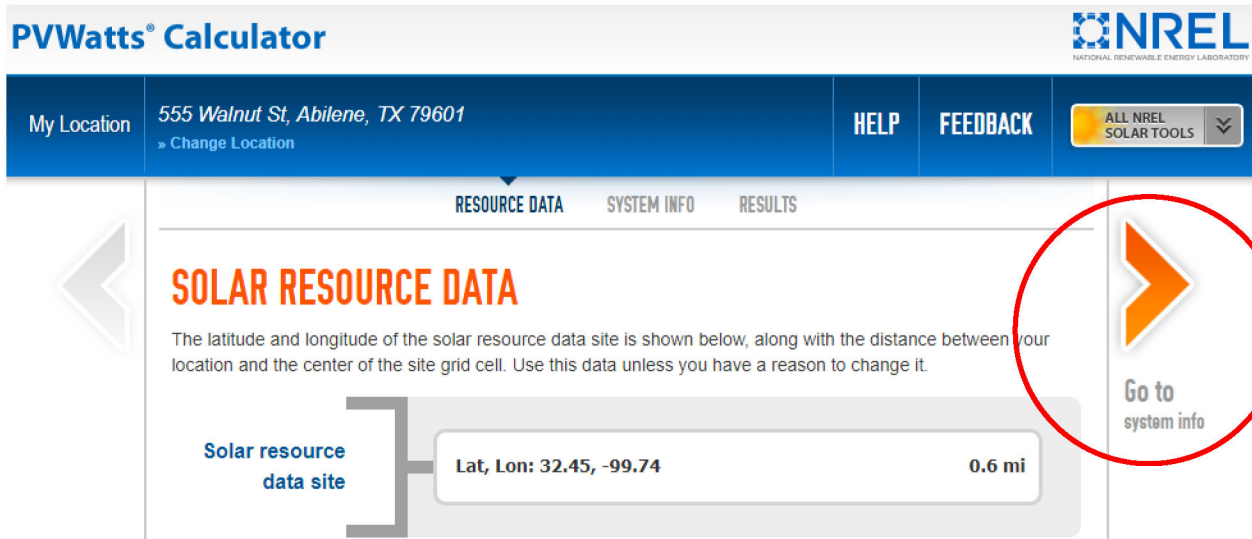 PVWatts® Calculator
NREL
NATIONAL RENEWABLE ENERGY LABORATORY
My Location
555 Walnut St, Abilene, TX 79601
» Change Location
HELP
FEEDBACK
ALL NREL
SOLAR TOOLS
RESOURCE DATA
SYSTEM INFO
RESULTS
SOLAR RESOURCE DATA
The latitude and longitude of the solar resource data site is shown below, along with the distance between your
location and the center of the site grid cell. Use this data unless you have a reason to change it.
Go to
system info
Solar resource
data site
Lat, Lon: 32.45, -99.74
0.6 mi